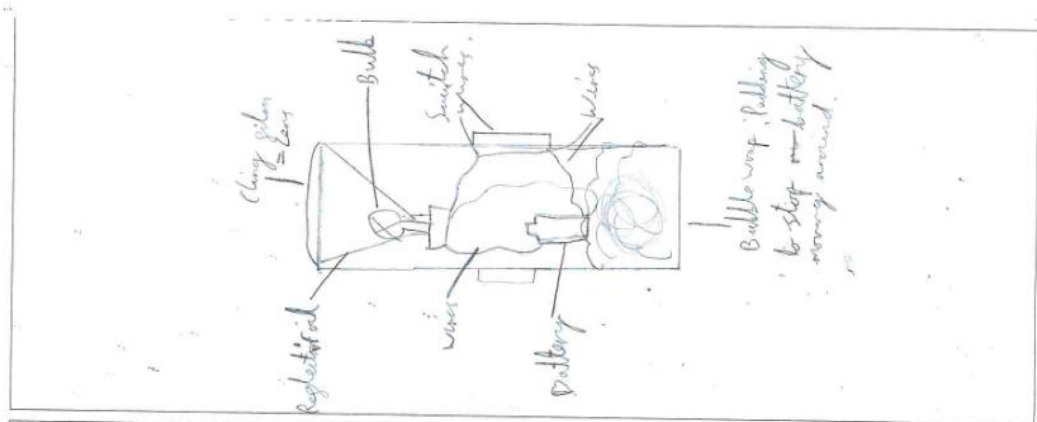 Cling film
= Lens
Bulb
Switch
wires.
Wires
Reflective foil
wires
Battery
Bubble wrap Padding
to stop battery
moving around.